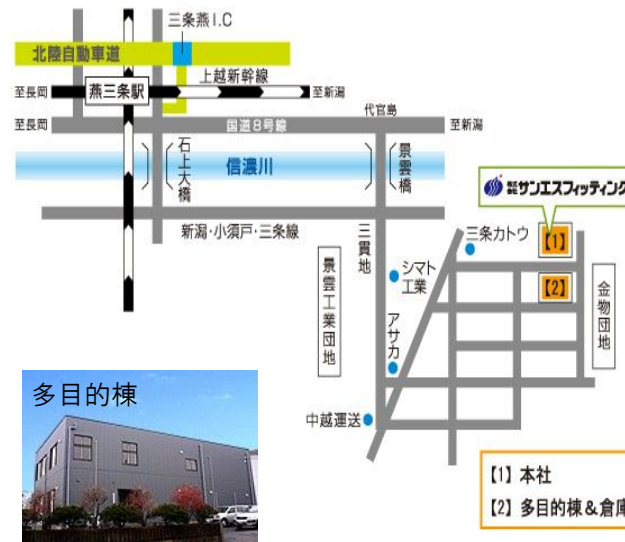 三条燕I.C
北陸自動車道
上越新幹線
至長岡
燕三条駅
至新潟
代官島
至長岡
国道8号線
至新潟
石上大橋
信濃川
景雲橋
サンエスフィッティング
新潟・小須戸・三条線
三貫地
三条カトウ
【1】
景雲工業団地
シマト
工業
【2】
金物団地
アサカ
多目的棟
中越運送
【1】本社
【2】多目的棟&倉庫